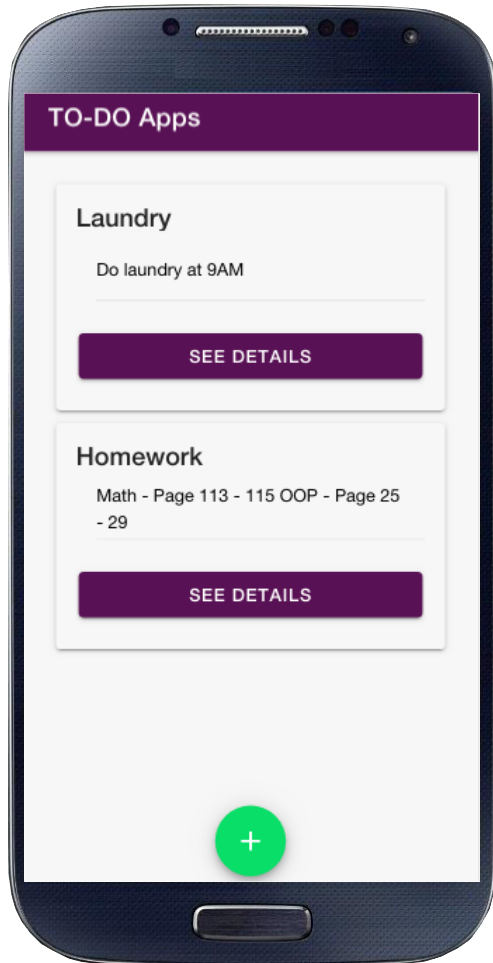 TO-DO Apps
Laundry
Do laundry at 9AM
SEE DETAILS
Homework
Math - Page 113 - 115 OOP - Page 25
- 29
SEE DETAILS
+